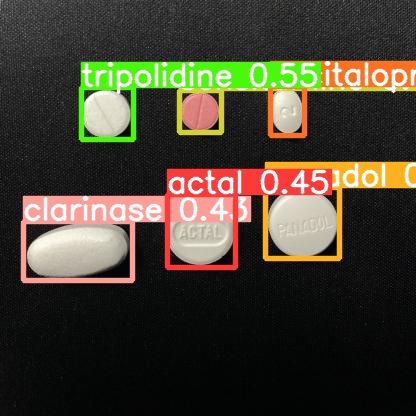 tripolidine 0.55
italopr
actal 0.45
adol 0
clarinase 0.43
ACTAL
PANADOL